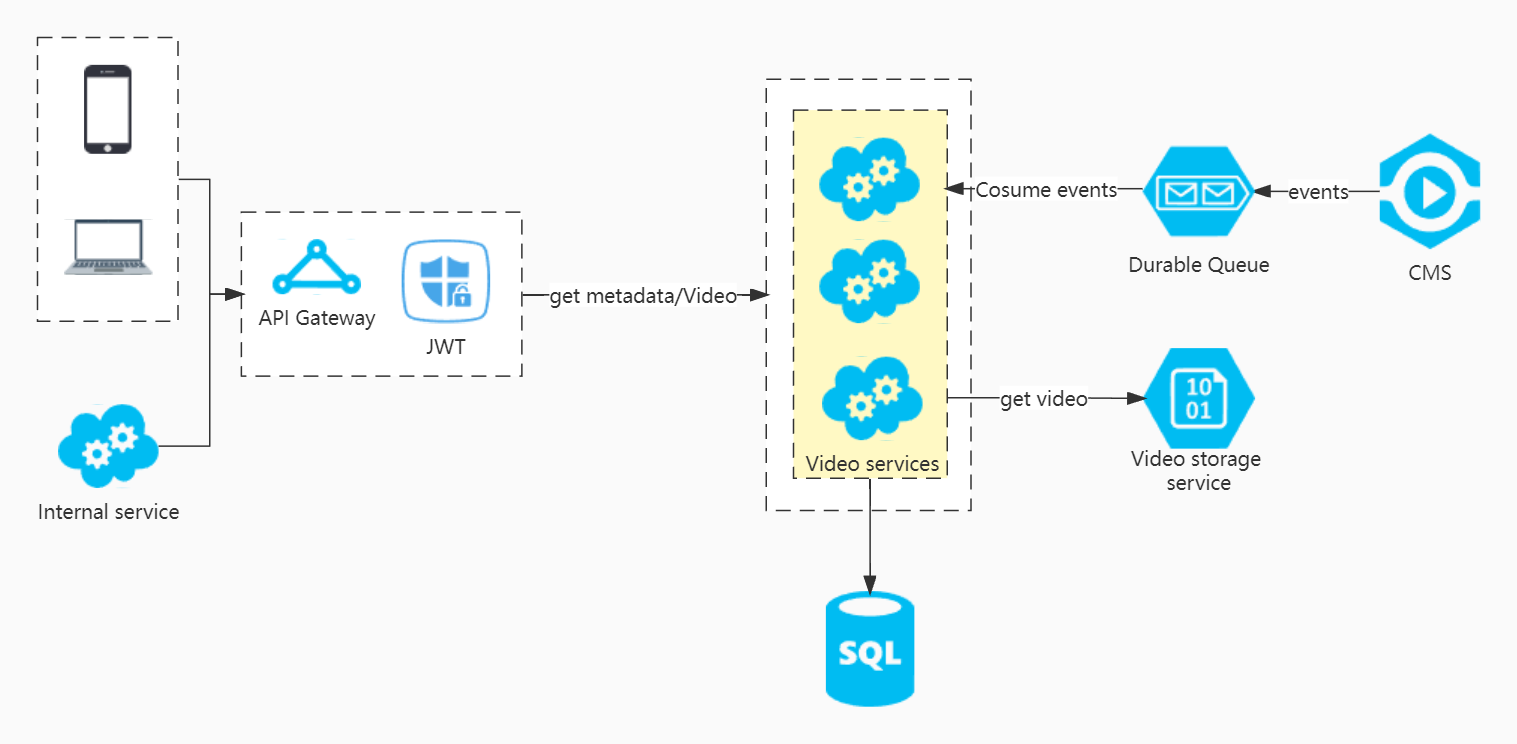 API Gateway
JWT
Internal service
get metadata/Video
Video services
SQL
Cosume events
Durable Queue
events
CMS
get video
10
01
Video storage
service